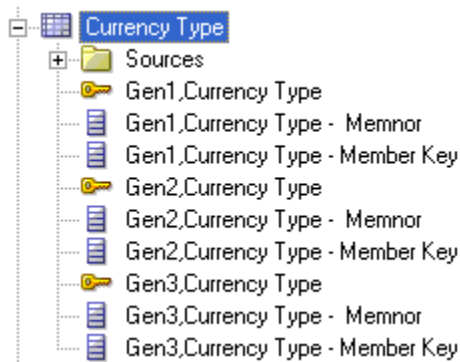 Currency Type
Sources
Gen1,Currency Type
Gen1,Currency Type - Memnor
Gen1,Currency Type - Member Key
Gen2,Currency Type
Gen2,Currency Type - Memnor
Gen2,Currency Type - Member Key
Gen3,Currency Type
Gen3,Currency Type - Memnor
Gen3,Currency Type - Member Key